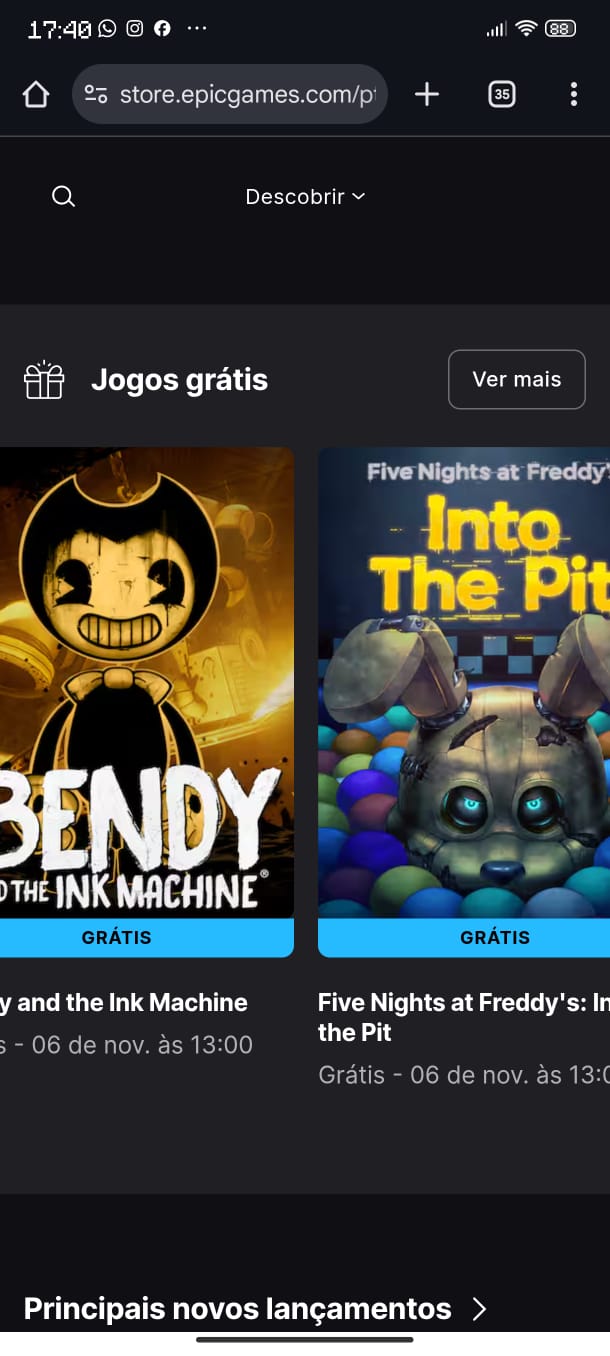 17:40 88
store.epicgames.com/pt
35
Descobrir
Jogos grátis
Ver mais
BENDY
D THE INK MACHINE®
GRÁTIS
y and the Ink Machine
s - 06 de nov. às 13:00
Five Nights at Freddy's
Into
The Pit
GRÁTIS
Five Nights at Freddy's: In
the Pit
Grátis - 06 de nov. às 13:0
Principais novos lançamentos